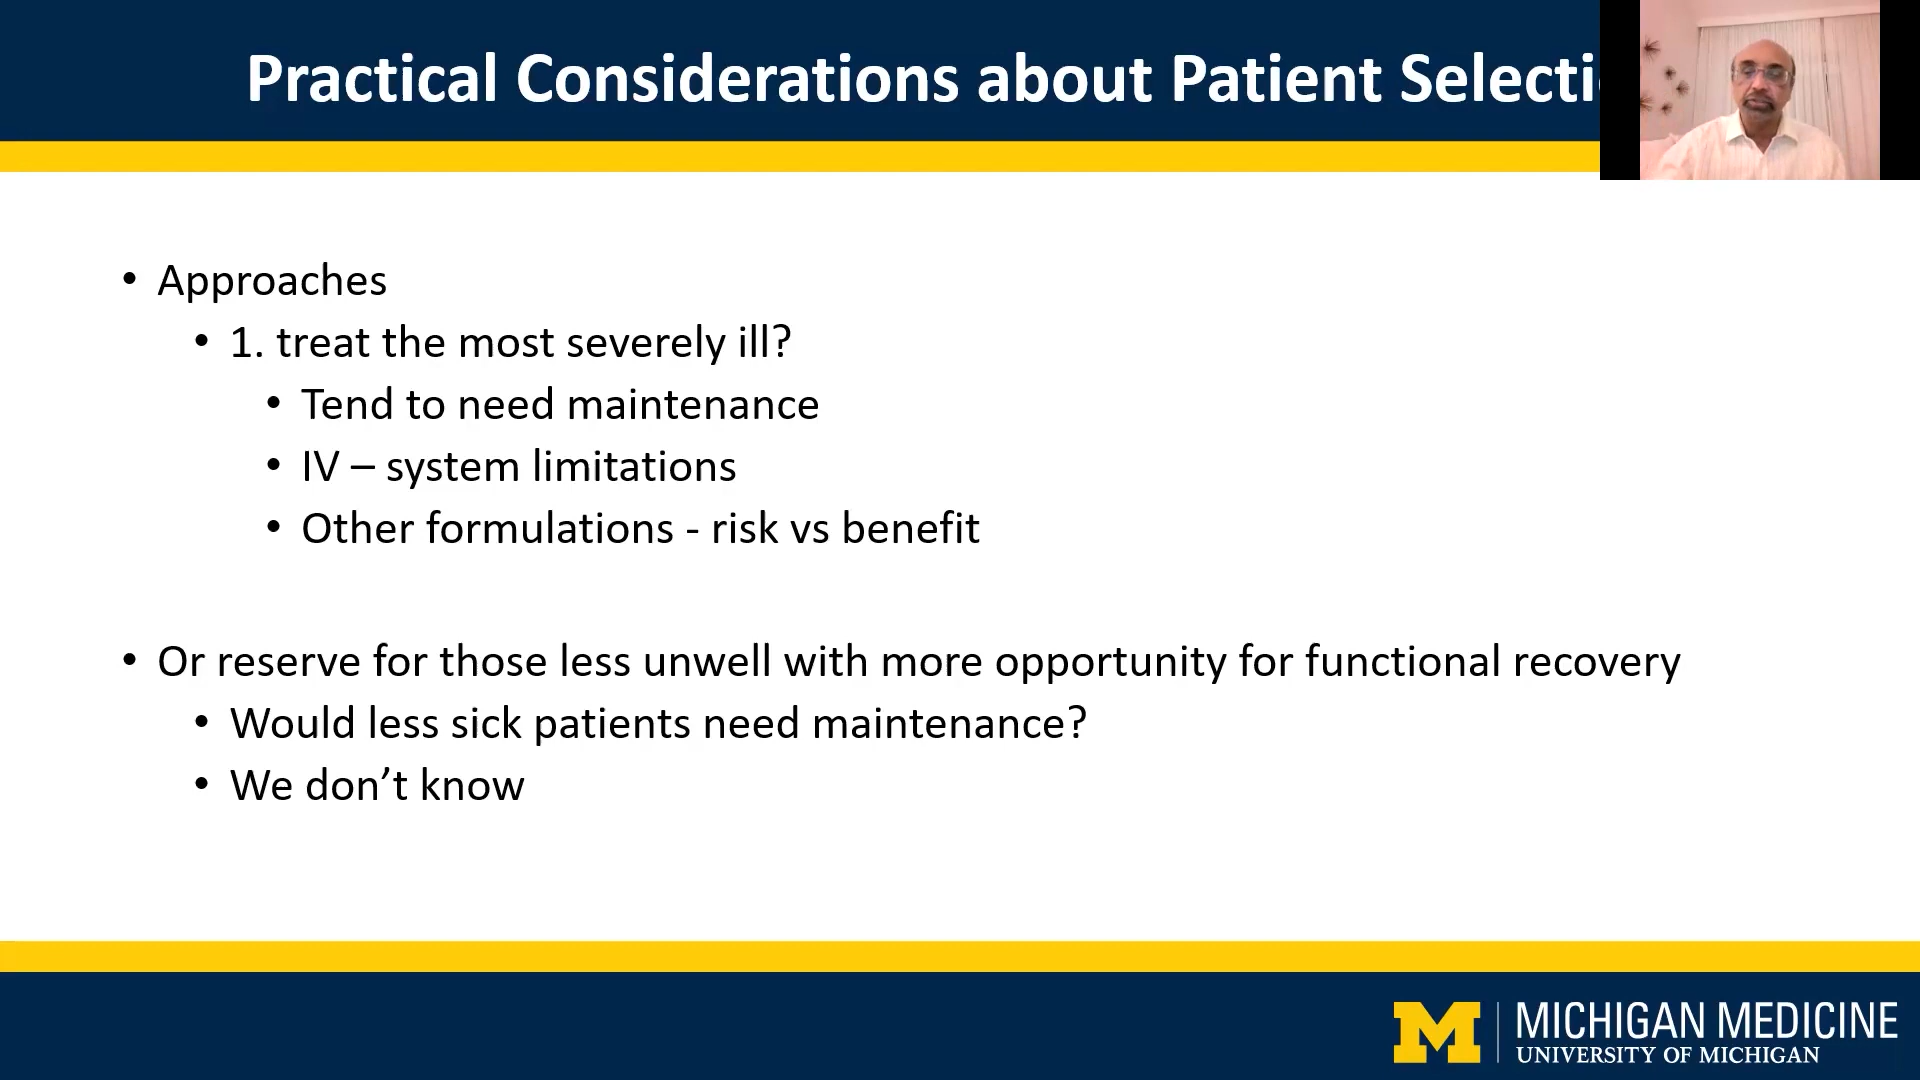 Practical Considerations about Patient Selecti
• Approaches
• 1. treat the most severely ill?
• Tend to need maintenance
• IV – system limitations
• Other formulations - risk vs benefit
• Or reserve for those less unwell with more opportunity for functional recovery
• Would less sick patients need maintenance?
• We don’t know
M
MICHIGAN MEDICINE
UNIVERSITY OF MICHIGAN